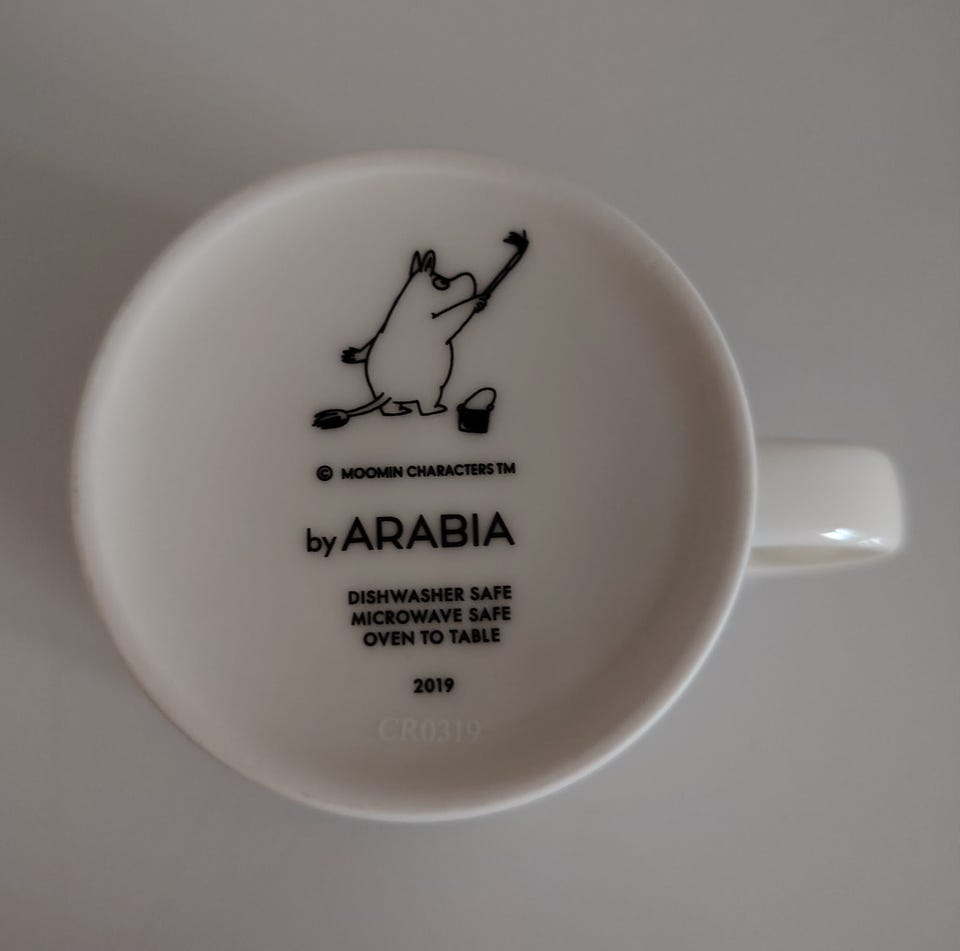 © MOOMIN CHARACTERS TM
by ARABIA
DISHWASHER SAFE
MICROWAVE SAFE
OVEN TO TABLE
2019
CR0319